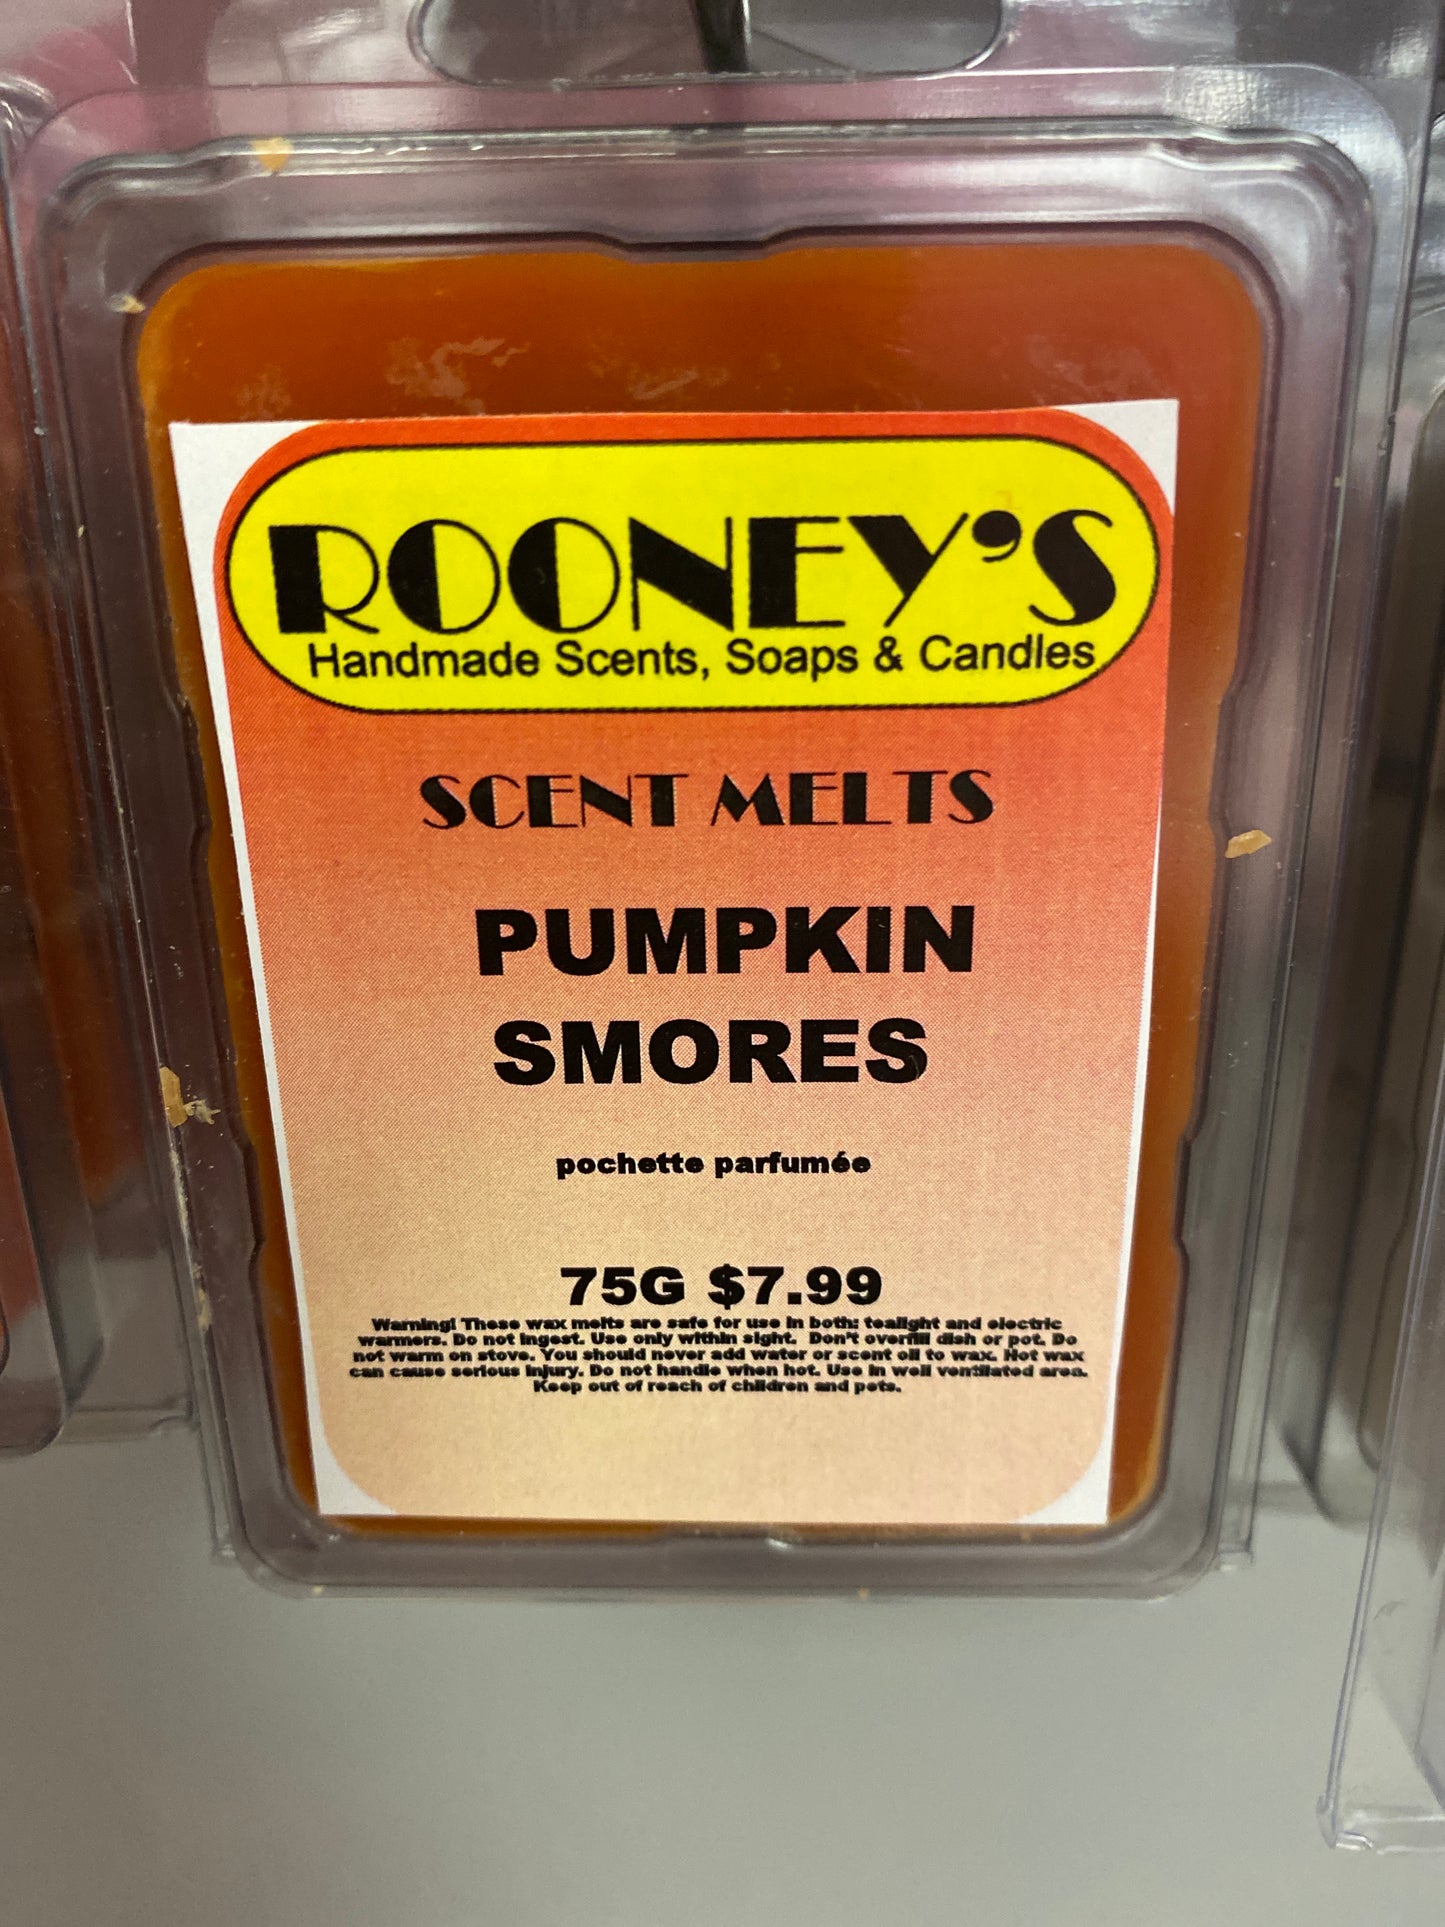 ROONEY'S
Handmade Scents, Soaps & Candles
SCENT MELTS
PUMPKIN
SMORES
pochette parfumée
75G $7.99
Warning! These wax melts are safe for use in both: tealight and electric
warmers. Do not ingest. Use only within sight. Don't overfill dish or pot. Do
not warm on stove. You should never add water or scent oil to wax. Hot wax
can cause serious injury. Do not handle when hot. Use in well ventilated area.
Keep out of reach of children and pets.